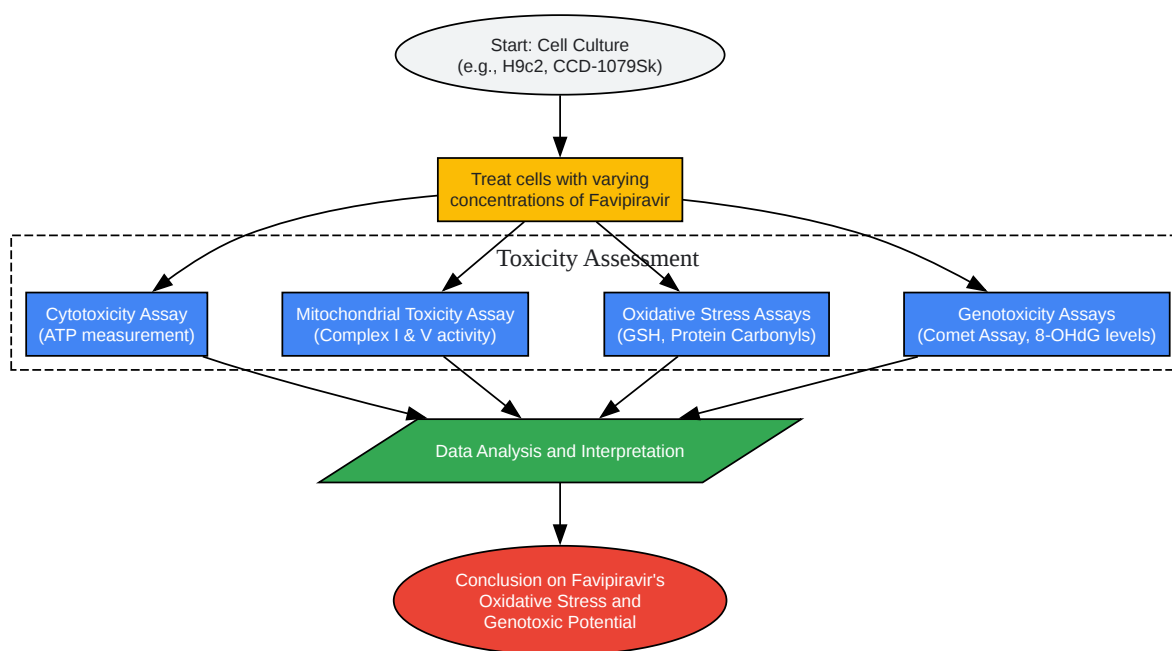 Start: Cell Culture
(e.g., H9c2, CCD-1079Sk)
Treat cells with varying
concentrations of Favipiravir
Toxicity Assessment
Cytotoxicity Assay
(ATP measurement)
Mitochondrial Toxicity Assay
(Complex I & V activity)
Oxidative Stress Assays
(GSH, Protein Carbonyls)
Genotoxicity Assays
(Comet Assay, 8-OHdG levels)
Data Analysis and Interpretation
Conclusion on Favipiravir's
Oxidative Stress and
Genotoxic Potential